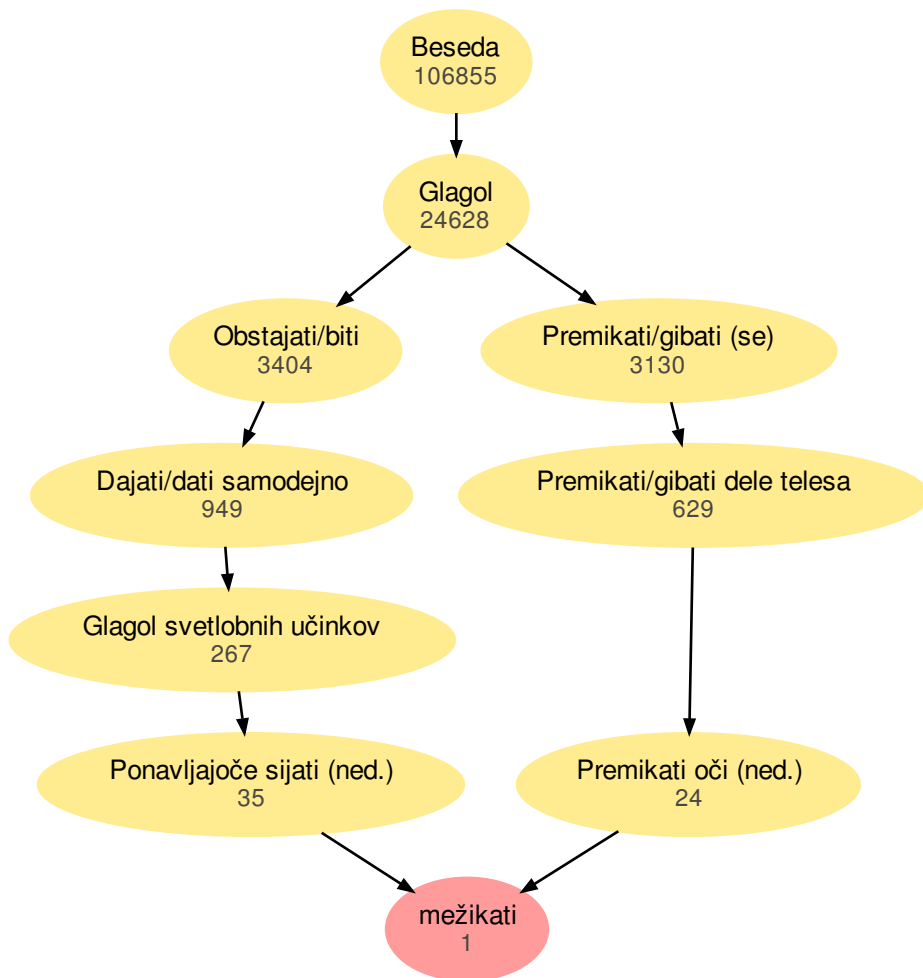 Beseda
106855
Glagol
24628
Obstajati/biti
3404
Premikati/gibati (se)
3130
Dajati/dati samodejno
949
Premikati/gibati dele telesa
629
Glagol svetlobnih učinkov
267
Ponavljajoče sijati (ned.)
35
Premikati oči (ned.)
24
mežikati
1